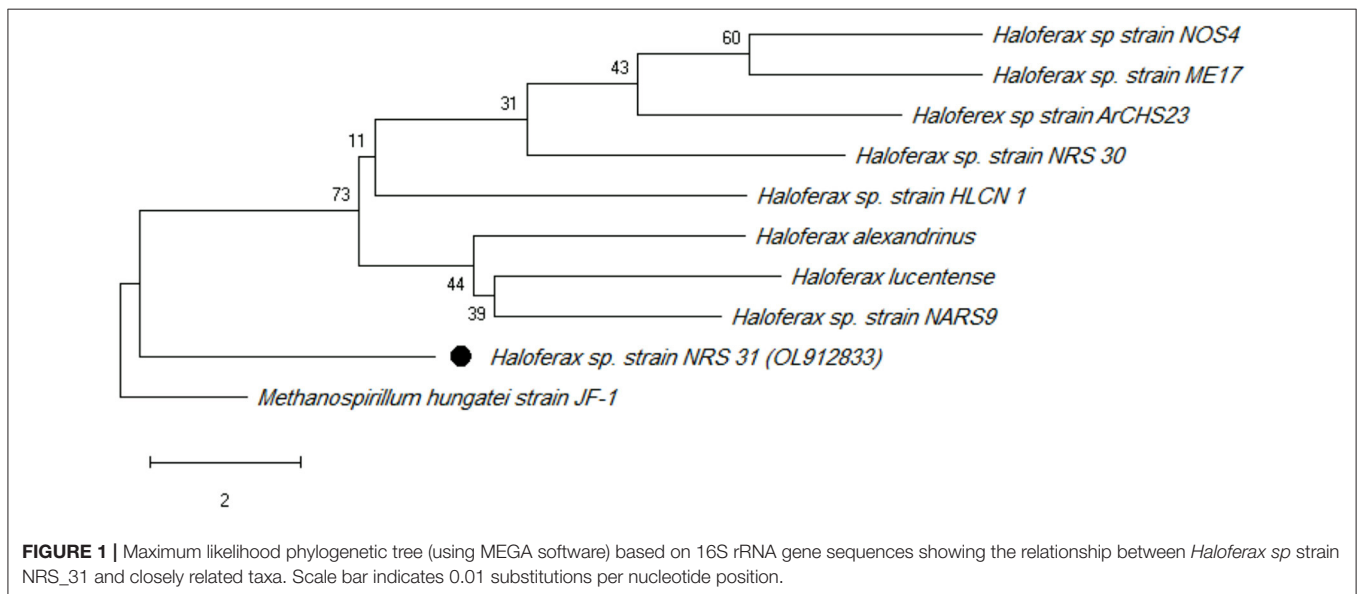 60
Haloferax sp strain NOS4
43
Haloferax sp. strain ME17
31
Haloferex sp strain ArCHS23
11
Haloferax sp. strain NRS 30
73
Haloferax sp. strain HLCN 1
Haloferax alexandrinus
44
Haloferax lucentense
39
Haloferax sp. strain NARS9
Haloferax sp. strain NRS 31 (OL912833)
Methanospirillum hungatei strain JF-1
2
FIGURE 1 | Maximum likelihood phylogenetic tree (using MEGA software) based on 16S rRNA gene sequences showing the relationship between Haloferax sp strain
NRS_31 and closely related taxa. Scale bar indicates 0.01 substitutions per nucleotide position.